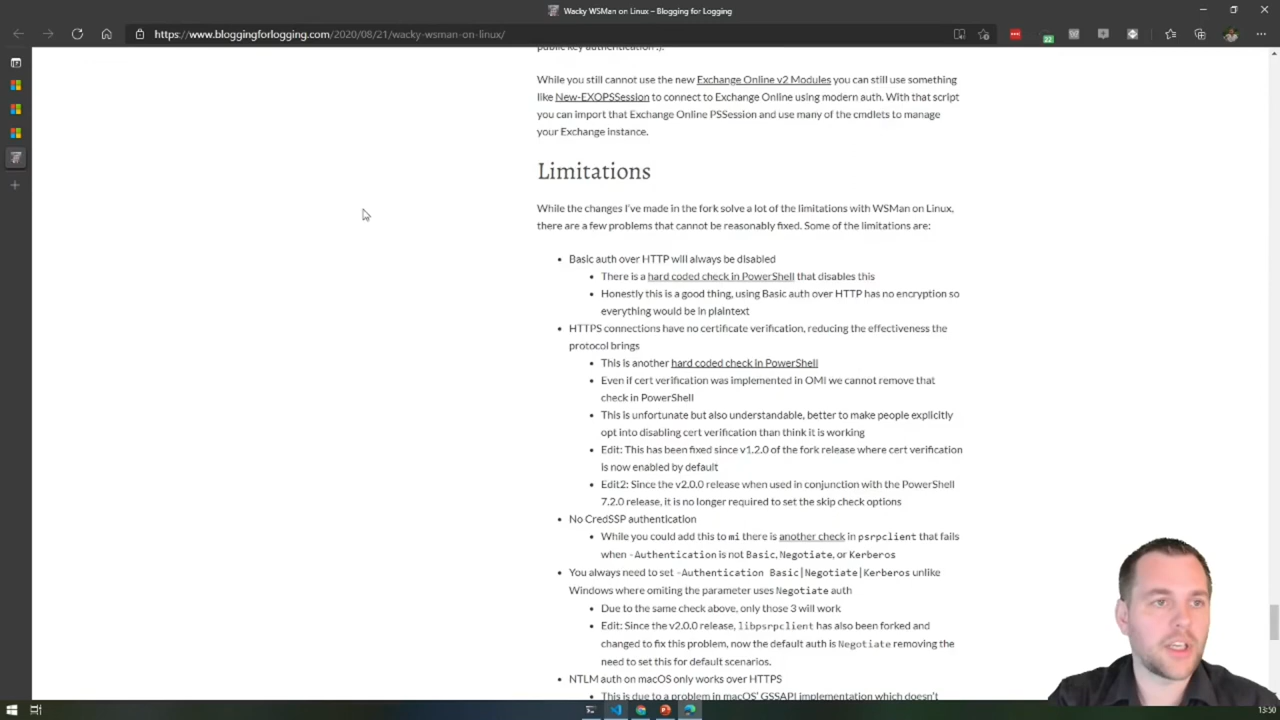 Wacky WSMan on Linux – Blogging for Logging
https://www.bloggingforlogging.com/2020/08/21/wacky-wsman-on-linux/
22
public key authentication :).
While you still cannot use the new Exchange Online v2 Modules you can still use something
like New-EXOPSSession to connect to Exchange Online using modern auth. With that script
you can import that Exchange Online PSSession and use many of the cmdlets to manage
your Exchange instance.
Limitations
While the changes I've made in the fork solve a lot of the limitations with WSMan on Linux,
there are a few problems that cannot be reasonably fixed. Some of the limitations are:
• Basic auth over HTTP will always be disabled
• There is a hard coded check in PowerShell that disables this
• Honestly this is a good thing, using Basic auth over HTTP has no encryption so
everything would be in plaintext
• HTTPS connections have no certificate verification, reducing the effectiveness the
protocol brings
• This is another hard coded check in PowerShell
• Even if cert verification was implemented in OMI we cannot remove that
check in PowerShell
• This is unfortunate but also understandable, better to make people explicitly
opt into disabling cert verification than think it is working
• Edit: This has been fixed since v1.2.0 of the fork release where cert verification
is now enabled by default
• Edit2: Since the v2.0.0 release when used in conjunction with the PowerShell
7.2.0 release, it is no longer required to set the skip check options
• No CredSSP authentication
• While you could add this to mi there is another check in psrpclient that fails
when -Authentication is not Basic, Negotiate, or Kerberos
• You always need to set -Authentication Basic|Negotiate|Kerberos unlike
Windows where omiting the parameter uses Negotiate auth
• Due to the same check above, only those 3 will work
• Edit: Since the v2.0.0 release, libpsrpclient has also been forked and
changed to fix this problem, now the default auth is Negotiate removing the
need to set this for default scenarios.
• NTLM auth on macOS only works over HTTPS
• This is due to a problem in macOS' GSSAPI implementation which doesn't
13:50